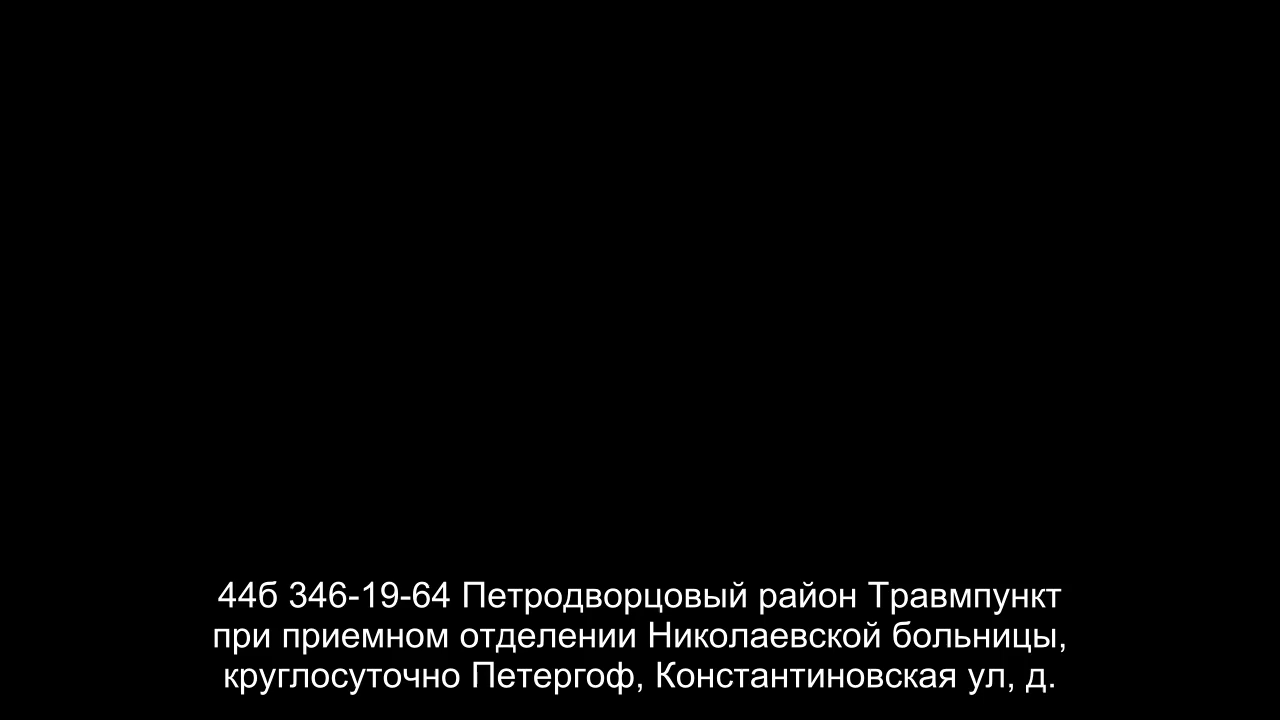 44б 346-19-64 Петродворцовый район Травмпункт
при приемном отделении Николаевской больницы,
круглосуточно Петергоф, Константиновская ул, д.